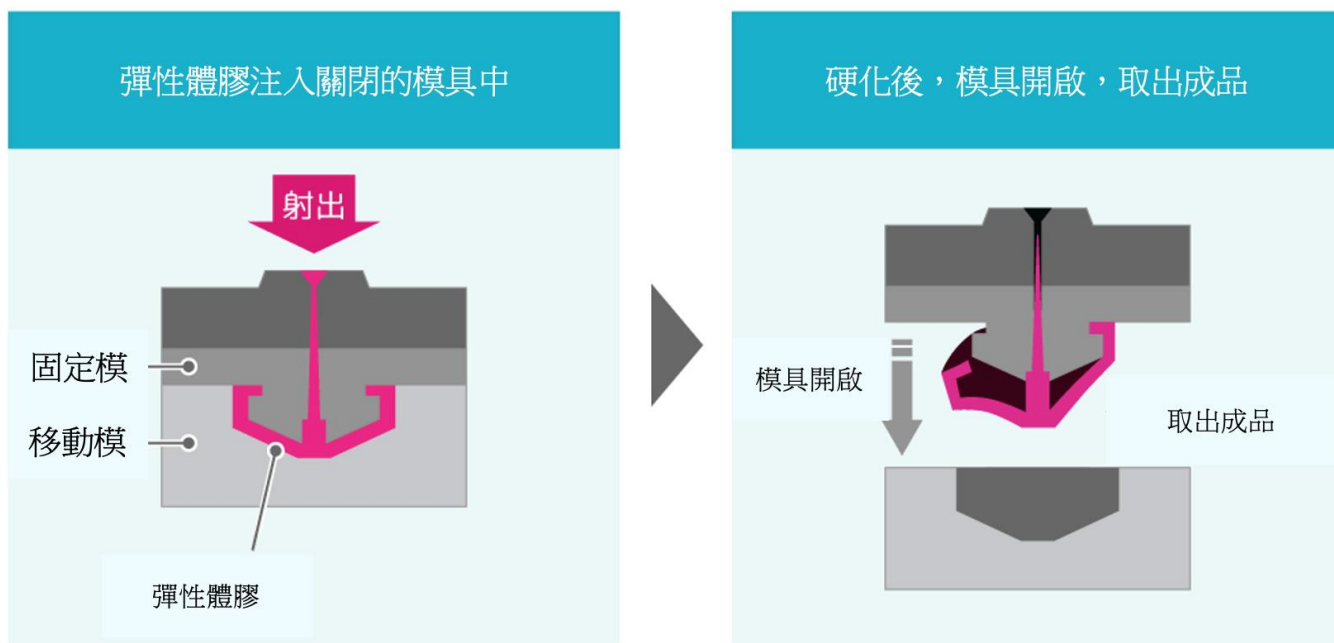 彈性體膠注入關閉的模具中
射出
固定模
移動模
彈性體膠
硬化後，模具開啟，取出成品
模具開啟
取出成品